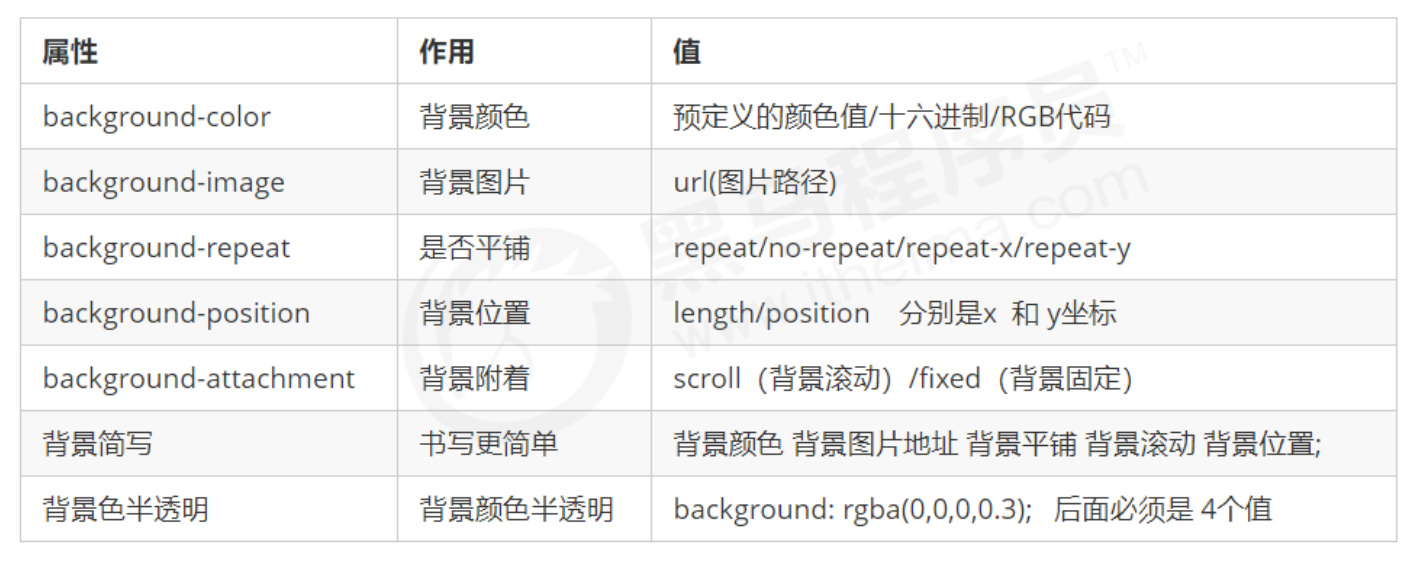 属性 作用 值
background-color 背景颜色 预定义的颜色值/十六进制/RGB代码
background-image 背景图片 url(图片路径)
background-repeat 是否平铺 repeat/no-repeat/repeat-x/repeat-y
background-position 背景位置 length/position 分别是x 和 y坐标
background-attachment 背景附着 scroll（背景滚动）/fixed（背景固定）
背景简写 书写更简单 背景颜色 背景图片地址 背景平铺 背景滚动 背景位置;
背景色半透明 背景颜色半透明 background: rgba(0,0,0,0.3); 后面必须是 4个值
黑马程序员™
www.itheima.com